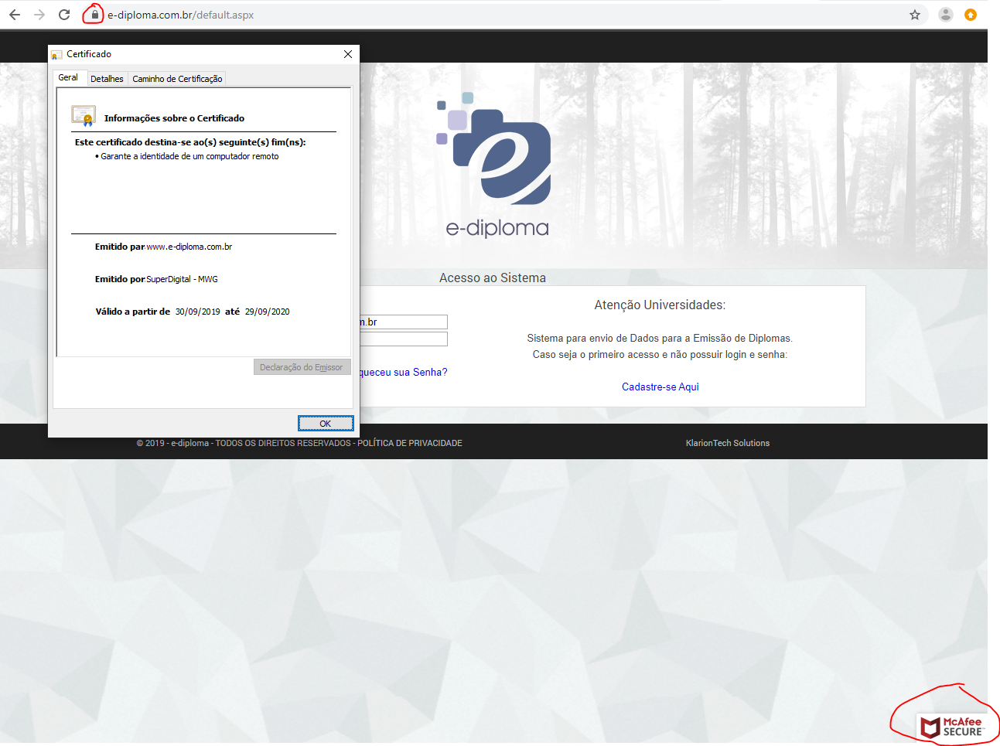 e-diploma.com.br/default.aspx
Certificado
Geral
Detalhes
Caminho de Certificação
Informações sobre o Certificado
Este certificado destina-se ao(s) seguinte(s) fim(ns):
• Garante a identidade de um computador remoto
Emitido par www.e-diploma.com.br
Emitido por SuperDigital - MWG
Válido a partir de 30/09/2019 até 29/09/2020
Declaração do Emissor
OK
e
e-diploma
Acesso ao Sistema
m.br
queceu sua Senha?
Atenção Universidades:
Sistema para envio de Dados para a Emissão de Diplomas.
Caso seja o primeiro acesso e não possuir login e senha:
Cadastre-se Aqui
© 2019 - e-diploma - TODOS OS DIREITOS RESERVADOS - POLÍTICA DE PRIVACIDADE
KlarionTech Solutions
McAfee
SECURE™